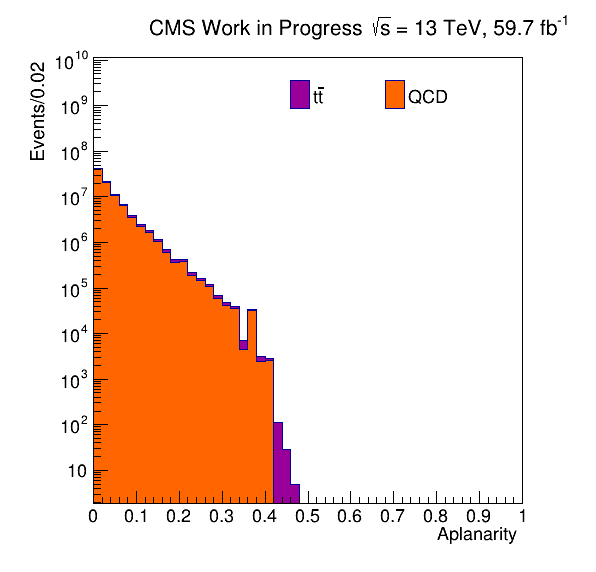 CMS Work in Progress √s = 13 TeV, 59.7 fb⁻¹
Events/0.02
tt̄
QCD
10¹⁰
10⁹
10⁸
10⁷
10⁶
10⁵
10⁴
10³
10²
10
0 0.1 0.2 0.3 0.4 0.5 0.6 0.7 0.8 0.9 1
Aplanarity